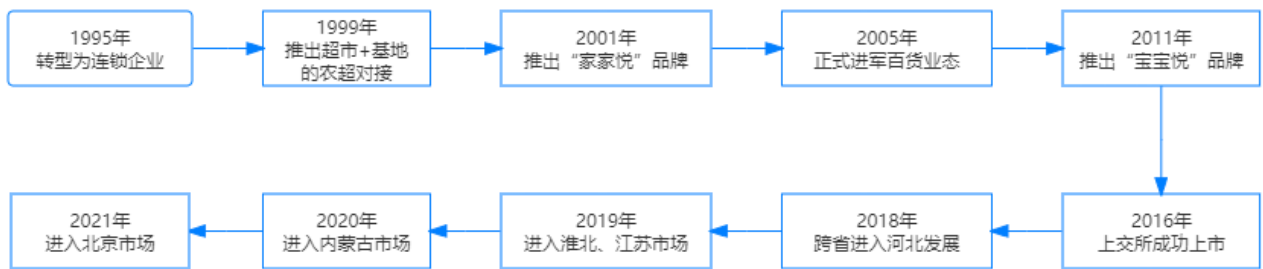 1995年
转型为连锁企业
1999年
推出超市+基地
的农超对接
2001年
推出“家家悦”品牌
2005年
正式进军百货业态
2011年
推出“宝宝悦”品牌
2016年
上交所成功上市
2018年
跨省进入河北发展
2019年
进入淮北、江苏市场
2020年
进入内蒙古市场
2021年
进入北京市场